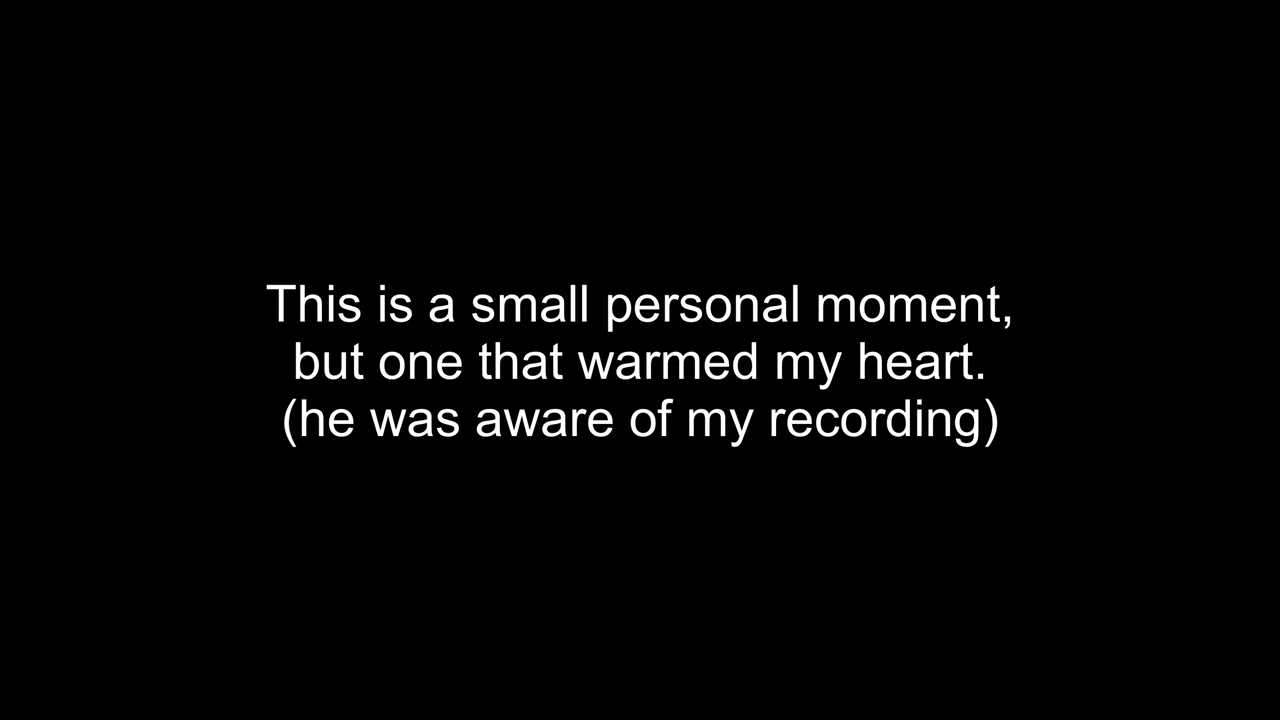 This is a small personal moment,
but one that warmed my heart.
(he was aware of my recording)